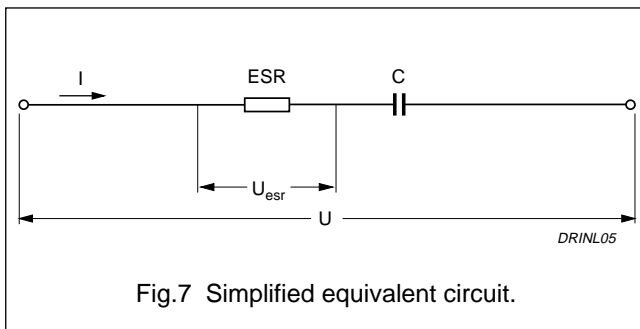 I
ESR
C
U_esr
U
DRINL05
Fig.7 Simplified equivalent circuit.